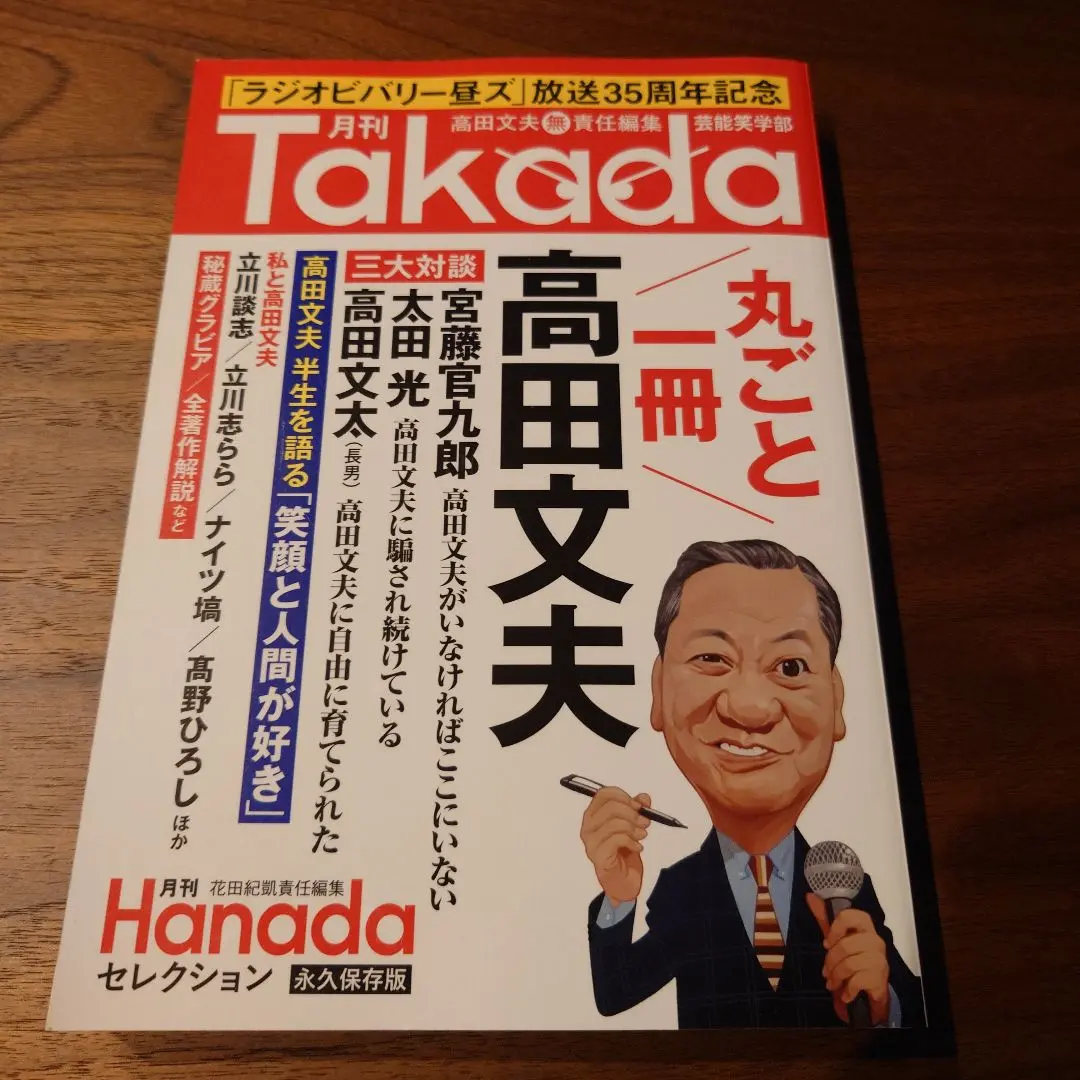 「ラジオビバリー昼ズ」放送35周年記念
月刊
高田文夫無責任編集
芸能笑学部
Takada
丸ごと
一冊
高田文夫
三大対談
宮藤官九郎 高田文夫がいなければここにいない
太田 光 高田文夫に騙され続けている
高田文太(長男) 高田文夫に自由に育てられた
高田文夫 半生を語る「笑顔と人間が好き」
私と高田文夫
立川談志/立川志らら/ナイツ塙/髙野ひろしほか
秘蔵グラビア/全著作解説など
月刊
花田紀凱責任編集
Hanada
セレクション
永久保存版